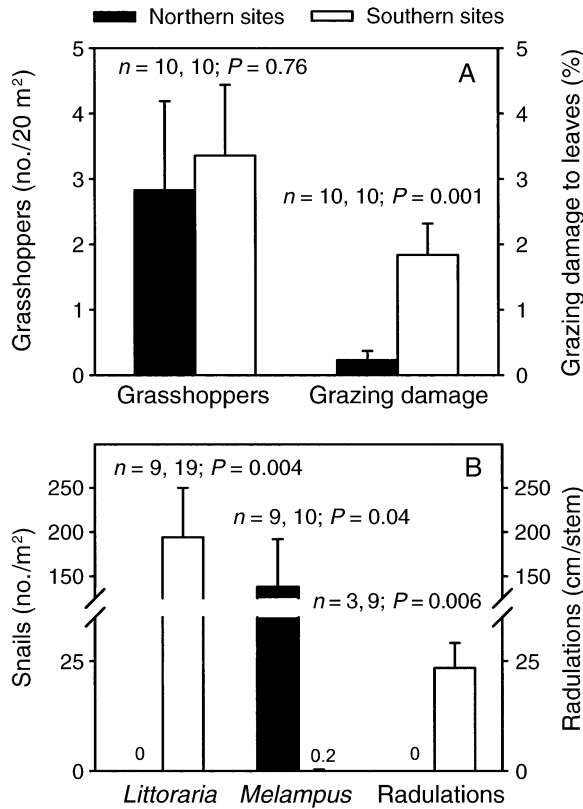 Northern sites Southern sites
Grasshoppers (no./20 m²)
Grazing damage to leaves (%)
A
n = 10, 10; P = 0.76
n = 10, 10; P = 0.001
5
4
3
2
1
0
5
4
3
2
1
0
Grasshoppers Grazing damage
Snails (no./m²)
Radulations (cm/stem)
B
n = 9, 19; P = 0.004
n = 9, 10; P = 0.04
n = 3, 9; P = 0.006
250
200
150
25
0
250
200
150
25
0
0 0.2 0
Littoraria Melampus Radulations